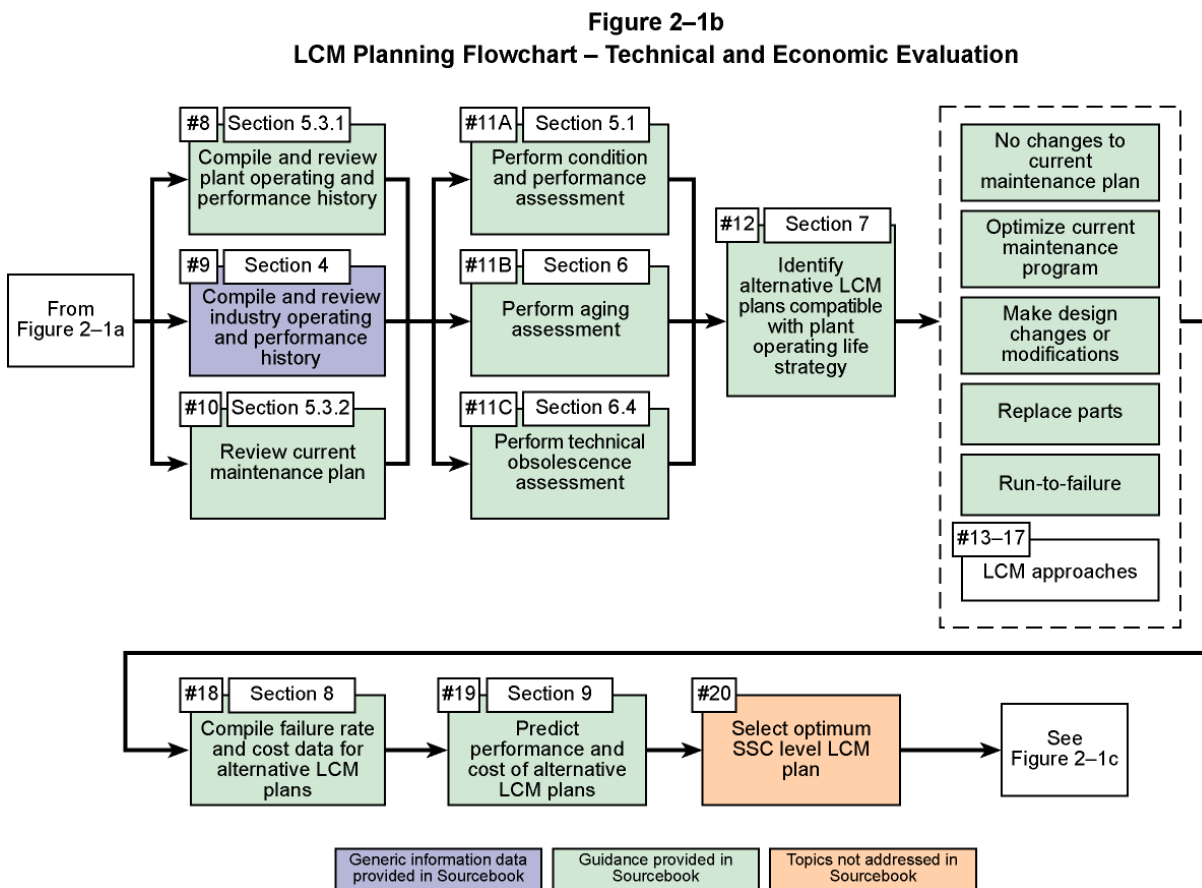 Figure 2–1b
LCM Planning Flowchart – Technical and Economic Evaluation
From
Figure 2–1a
#8
Section 5.3.1
Compile and review
plant operating and
performance history
#9
Section 4
Compile and review
industry operating
and performance
history
#10
Section 5.3.2
Review current
maintenance plan
#11A
Section 5.1
Perform condition
and performance
assessment
#11B
Section 6
Perform aging
assessment
#11C
Section 6.4
Perform technical
obsolescence
assessment
#12
Section 7
Identify
alternative LCM
plans compatible
with plant
operating life
strategy
No changes to
current
maintenance plan
Optimize current
maintenance
program
Make design
changes or
modifications
Replace parts
Run-to-failure
#13–17
LCM approaches
#18
Section 8
Compile failure rate
and cost data for
alternative LCM
plans
#19
Section 9
Predict
performance and
cost of alternative
LCM plans
#20
Select optimum
SSC level LCM
plan
See
Figure 2–1c
Generic information data
provided in Sourcebook
Guidance provided in
Sourcebook
Topics not addressed in
Sourcebook